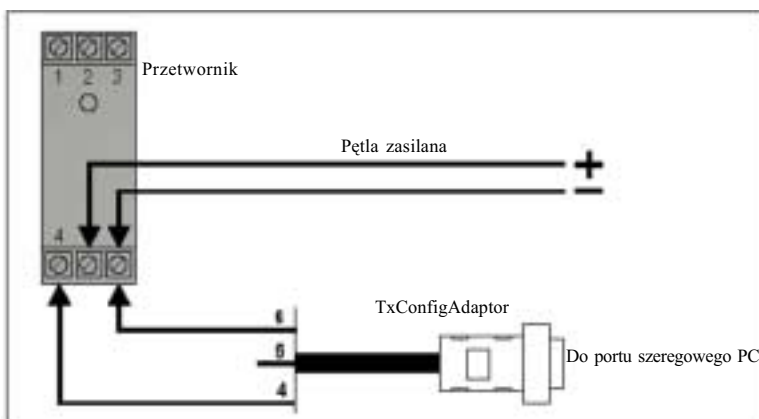 1 2 3
Przetwornik
Pętla zasilana
+
−
4
TxConfigAdaptor
6
5
4
Do portu szeregowego PC